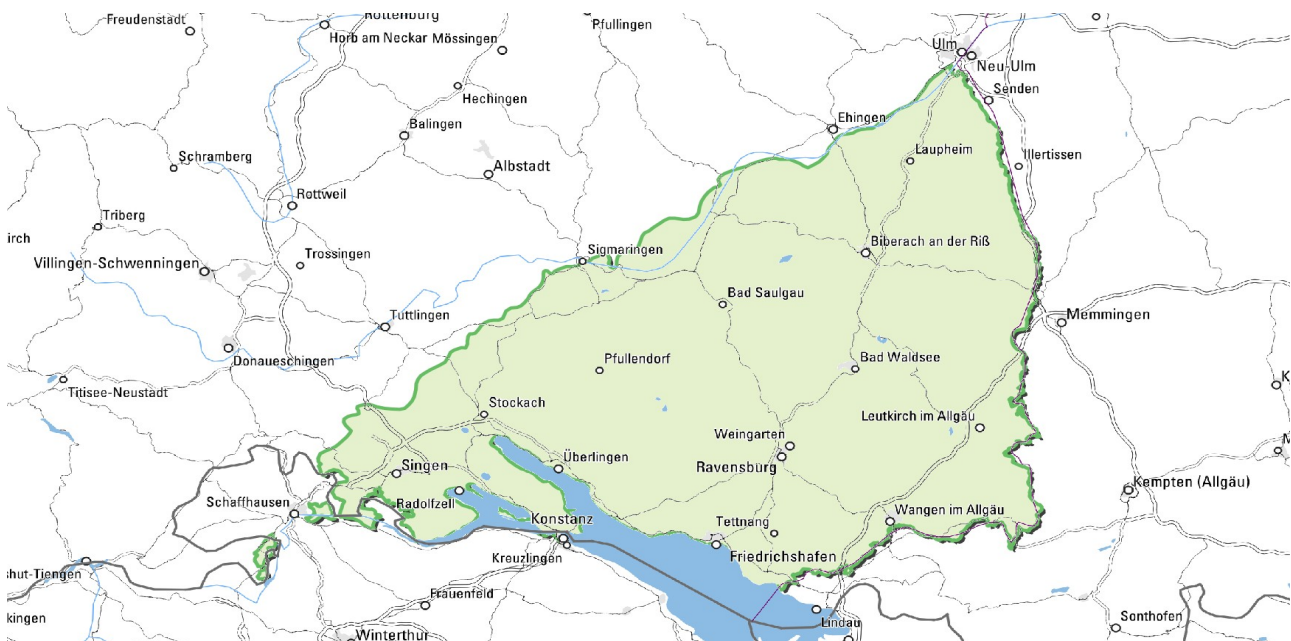 Freudenstadt
Rottenburg
Pfullingen
Horb am Neckar
Mössingen
Ulm
Neu-Ulm
Hechingen
Senden
Balingen
Ehingen
Schramberg
Laupheim
Illertissen
Albstadt
Rottweil
Triberg
irch
Sigmaringen
Biberach an der Riß
Trossingen
Villingen-Schwenningen
Bad Saulgau
Tuttlingen
Memmingen
Donaueschingen
Pfullendorf
Bad Waldsee
Titisee-Neustadt
K
Stockach
Leutkirch im Allgäu
Weingarten
M
Überlingen
Ravensburg
Singen
Kempten (Allgäu)
Schaffhausen
Radolfzell
Wangen im Allgäu
Konstanz
Tettnang
Kreuzlingen
Friedrichshafen
shut-Tiengen
Frauenfeld
kingen
Lindau
Sonthofen
Winterthur